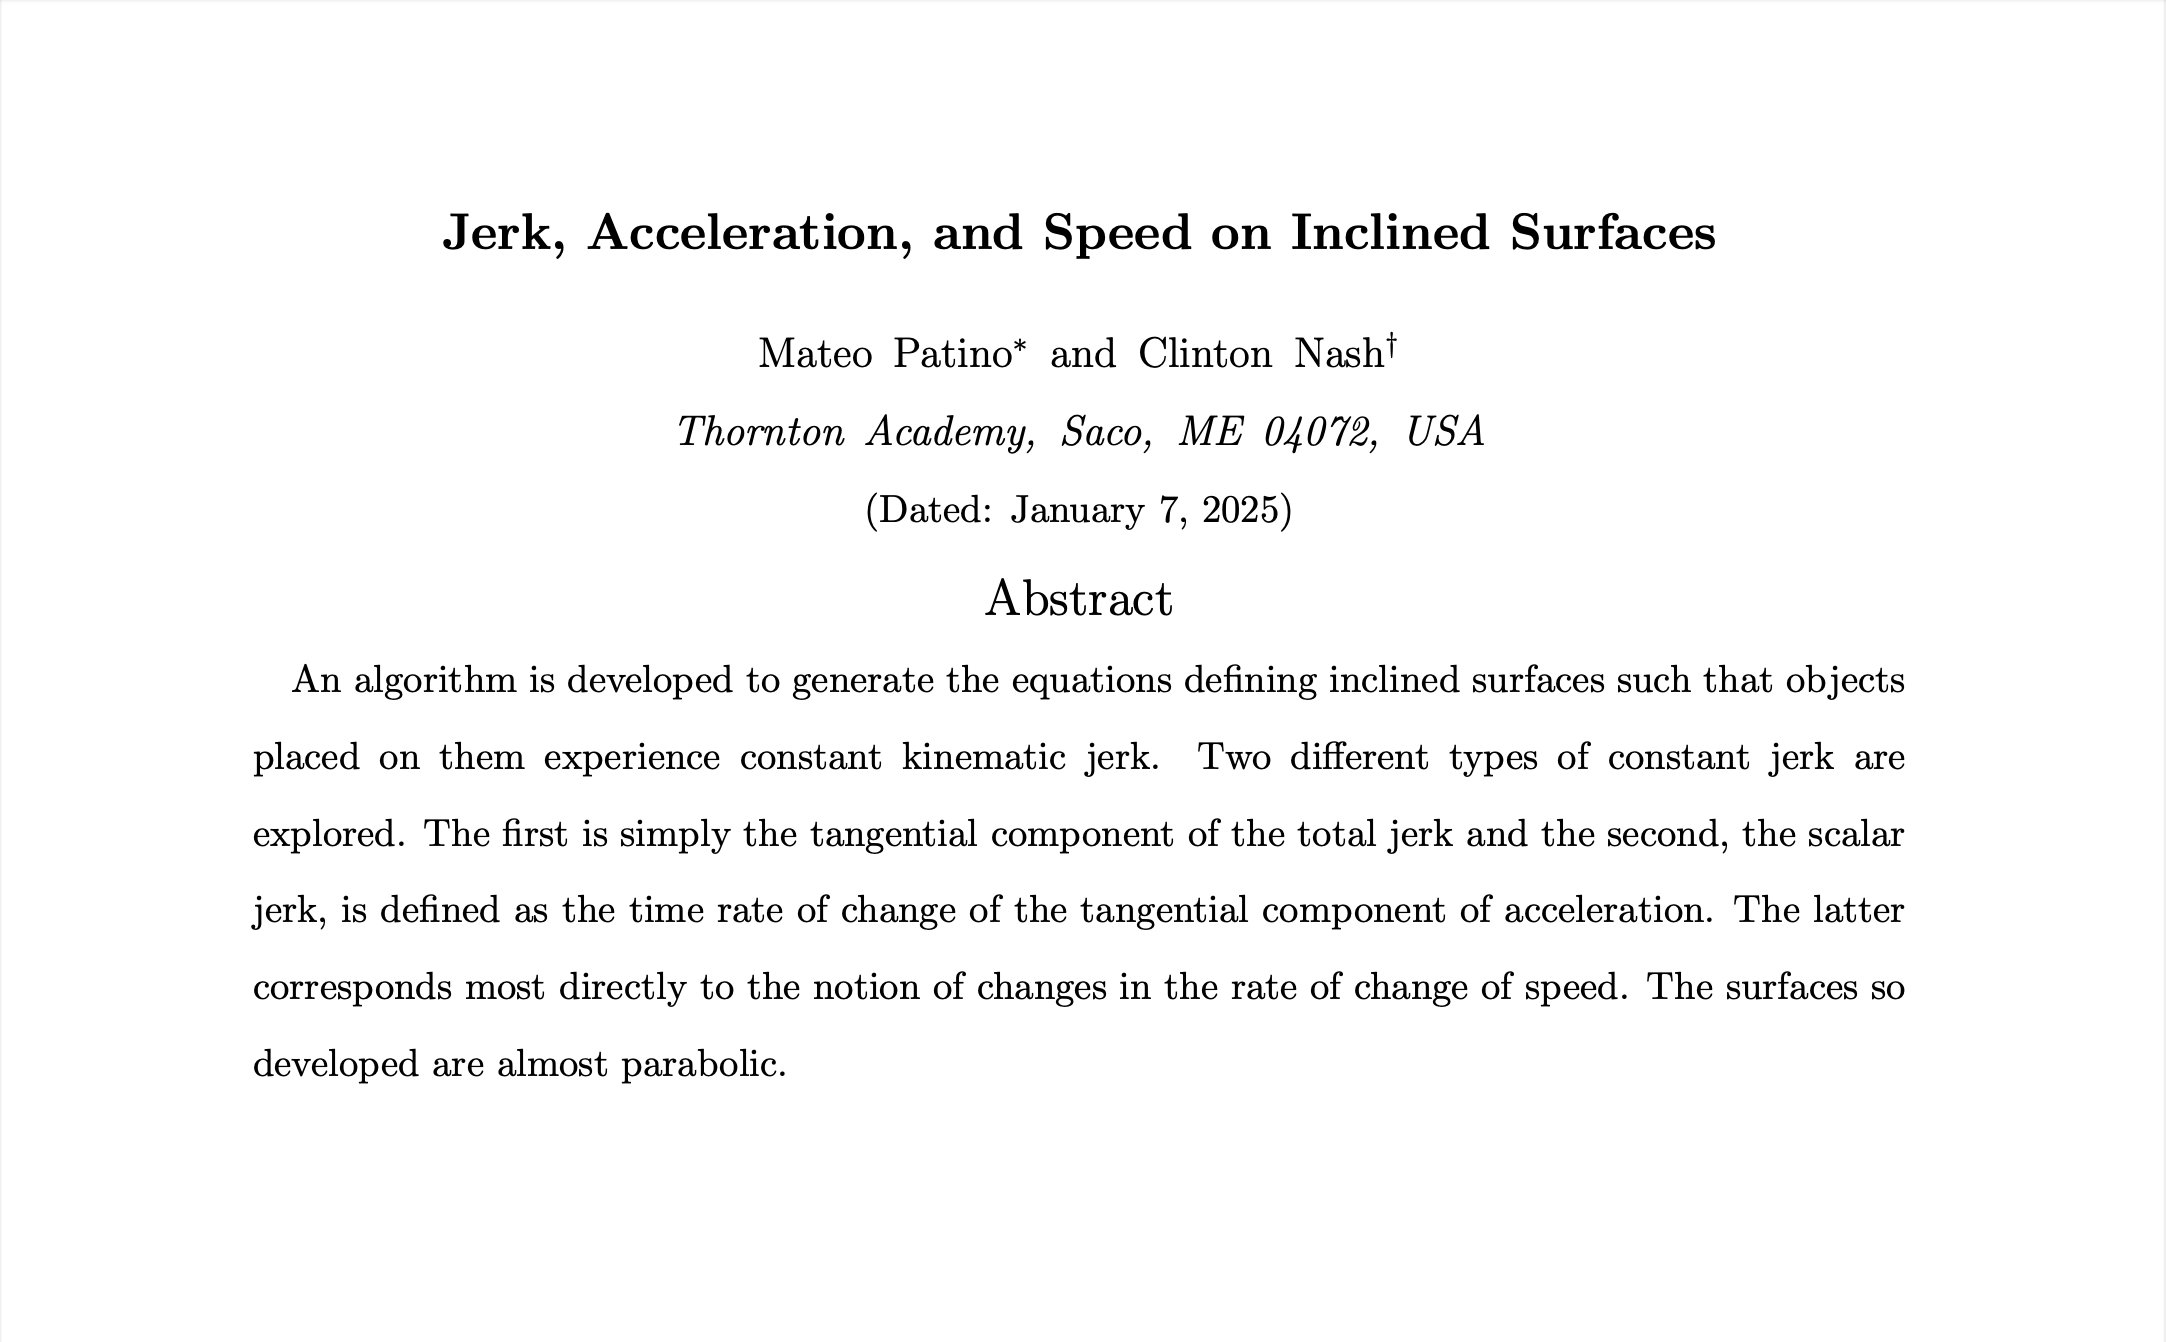 Jerk, Acceleration, and Speed on Inclined Surfaces
Mateo Patino* and Clinton Nash†
Thornton Academy, Saco, ME 04072, USA
(Dated: January 7, 2025)
Abstract
An algorithm is developed to generate the equations defining inclined surfaces such that objects
placed on them experience constant kinematic jerk. Two different types of constant jerk are
explored. The first is simply the tangential component of the total jerk and the second, the scalar
jerk, is defined as the time rate of change of the tangential component of acceleration. The latter
corresponds most directly to the notion of changes in the rate of change of speed. The surfaces so
developed are almost parabolic.